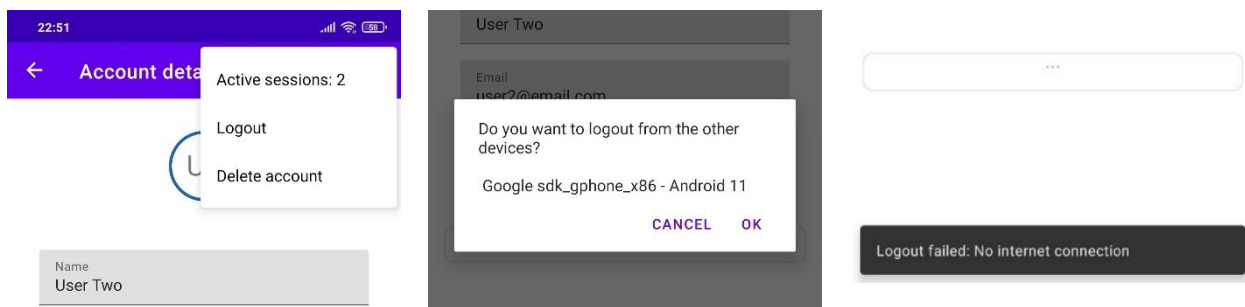 22:51
58
Account deta
Active sessions: 2
Logout
Delete account
U
Name
User Two
User Two
Email
user2@email.com
Do you want to logout from the other
devices?
Google sdk_gphone_x86 - Android 11
CANCEL OK
...
Logout failed: No internet connection